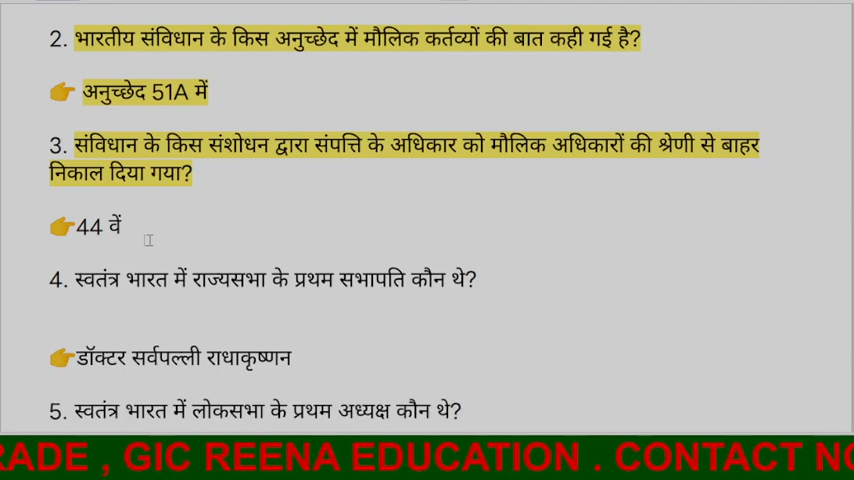 2. भारतीय संविधान के किस अनुच्छेद में मौलिक कर्तव्यों की बात कही गई है?
👉 अनुच्छेद 51A में
3. संविधान के किस संशोधन द्वारा संपत्ति के अधिकार को मौलिक अधिकारों की श्रेणी से बाहर
निकाल दिया गया?
👉44 वें
4. स्वतंत्र भारत में राज्यसभा के प्रथम सभापति कौन थे?
👉डॉक्टर सर्वपल्ली राधाकृष्णन
5. स्वतंत्र भारत में लोकसभा के प्रथम अध्यक्ष कौन थे?
RADE , GIC REENA EDUCATION . CONTACT NO